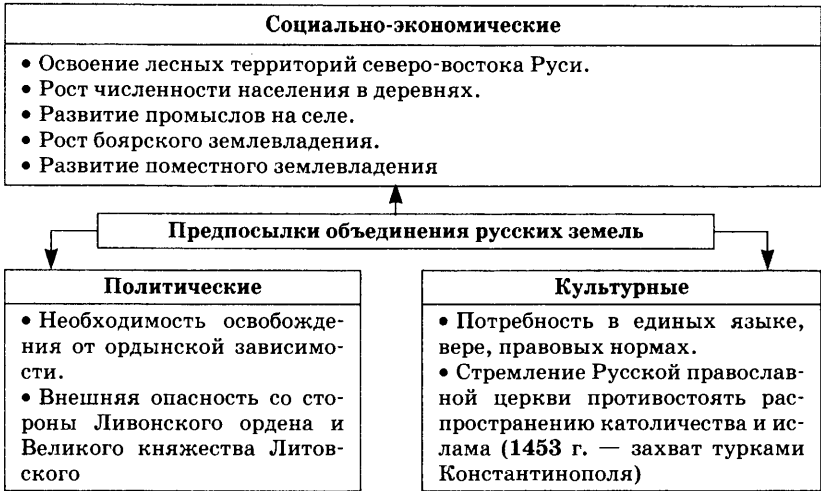 Социально-экономические
• Освоение лесных территорий северо-востока Руси.
• Рост численности населения в деревнях.
• Развитие промыслов на селе.
• Рост боярского землевладения.
• Развитие поместного землевладения
Предпосылки объединения русских земель
Политические
• Необходимость освобожде-
ния от ордынской зависимо-
сти.
• Внешняя опасность со сто-
роны Ливонского ордена и
Великого княжества Литов-
ского
Культурные
• Потребность в единых языке,
вере, правовых нормах.
• Стремление Русской православ-
ной церкви противостоять рас-
пространению католичества и ис-
лама (1453 г. — захват турками
Константинополя)